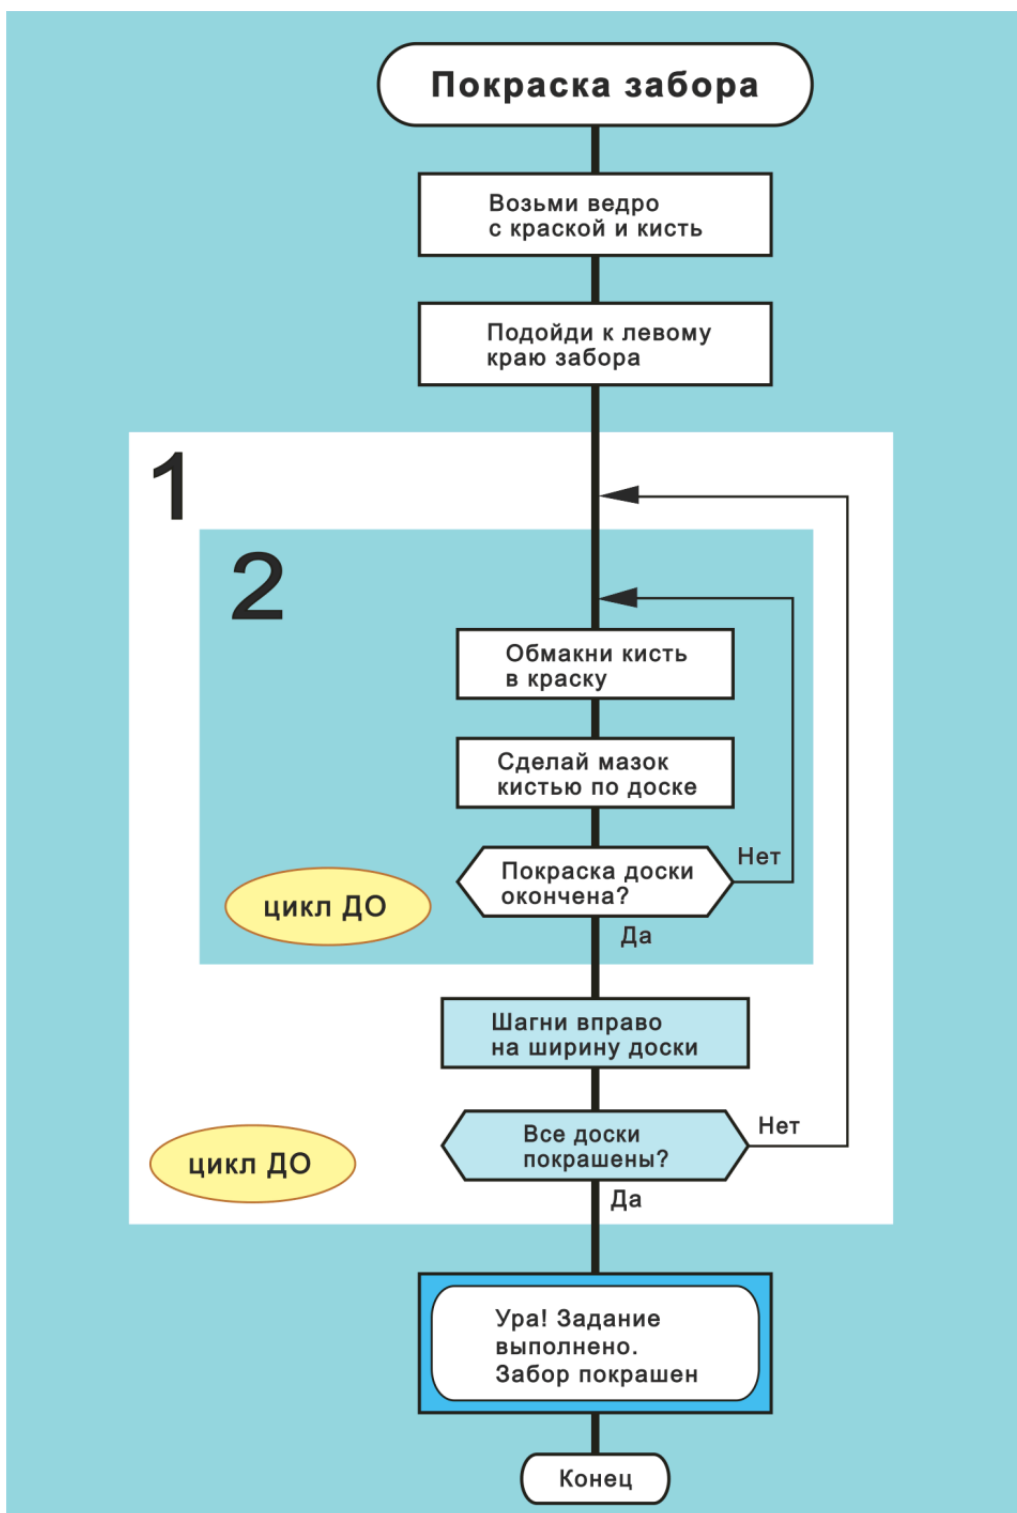 Покраска забора
Возьми ведро
с краской и кисть
Подойди к левому
краю забора
1
2
Обмакни кисть
в краску
Сделай мазок
кистью по доске
Покраска доски
окончена?
Нет
цикл ДО
Да
Шагни вправо
на ширину доски
Все доски
покрашены?
Нет
цикл ДО
Да
Ура! Задание
выполнено.
Забор покрашен
Конец